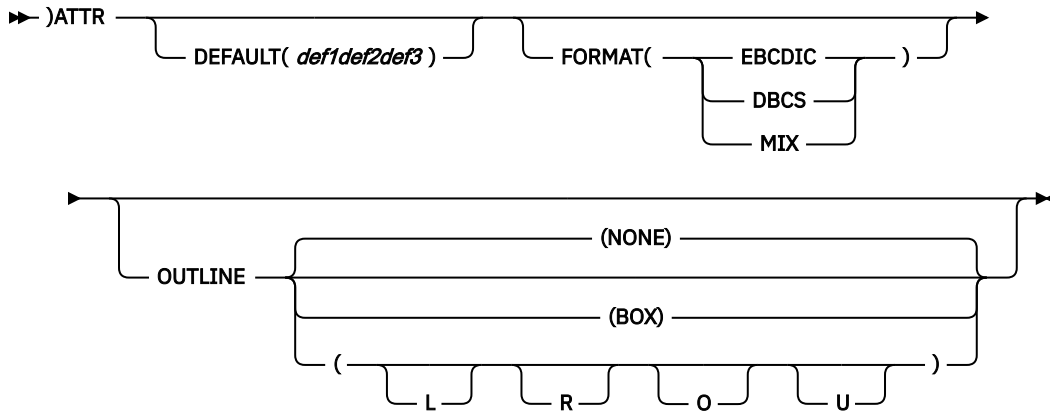 )ATTR
DEFAULT( def1def2def3 ) FORMAT( EBCDIC )
DBCS
MIX
(NONE)
OUTLINE
(BOX)
( )
L R O U